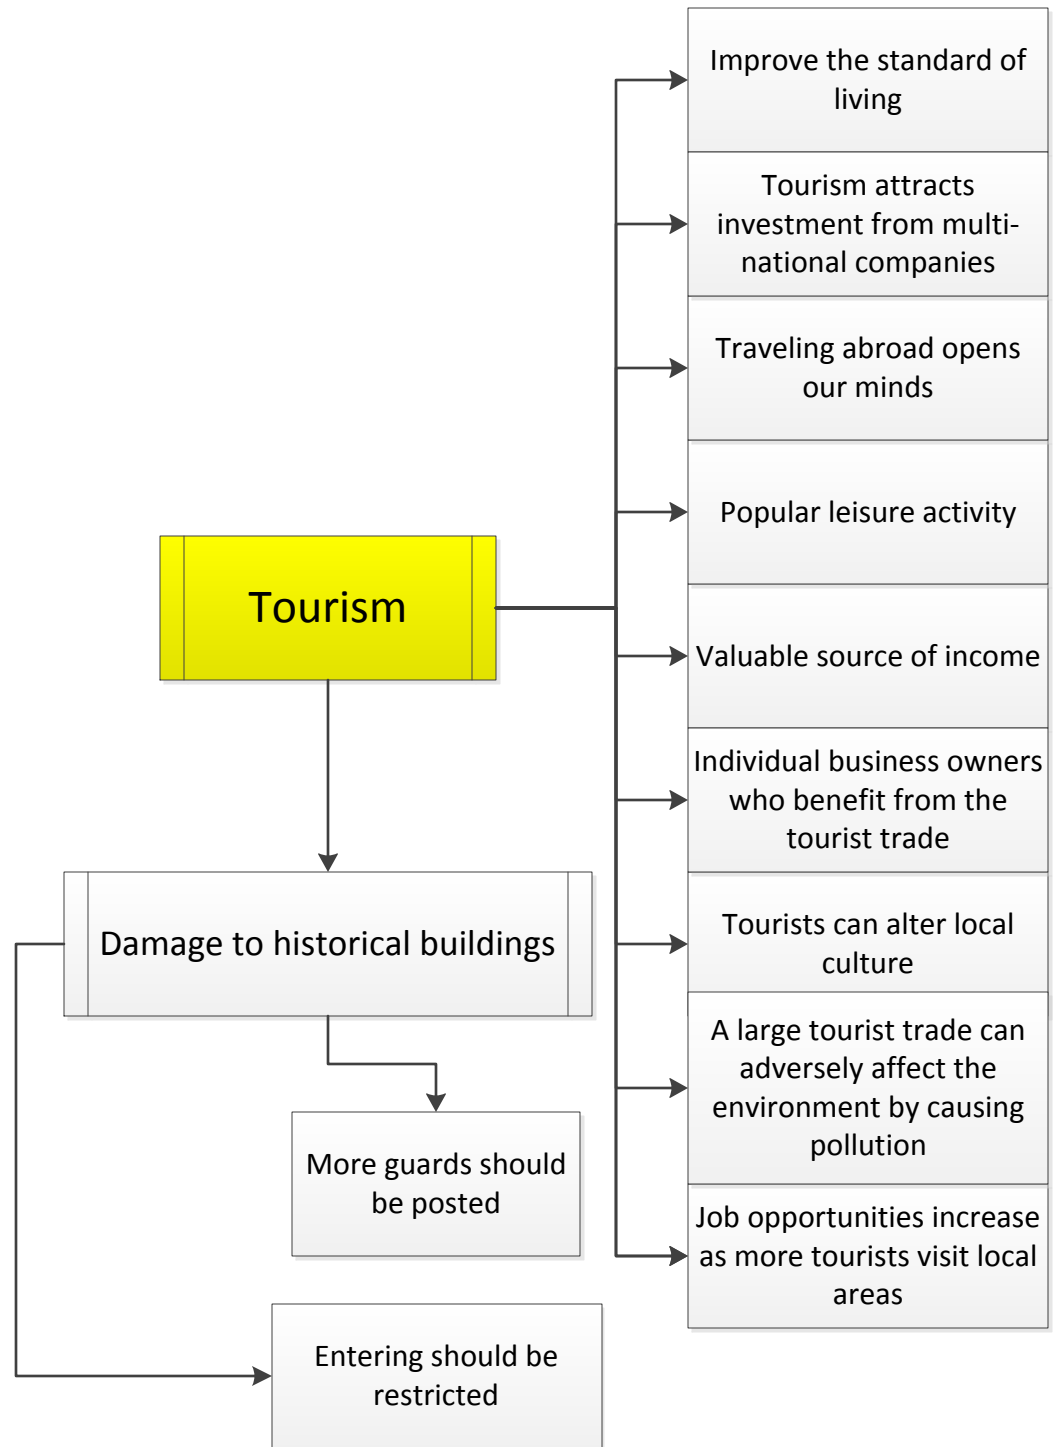 Improve the standard of
living
Tourism attracts
investment from multi-
national companies
Traveling abroad opens
our minds
Popular leisure activity
Tourism
Valuable source of income
Individual business owners
who benefit from the
tourist trade
Damage to historical buildings
Tourists can alter local
culture
A large tourist trade can
adversely affect the
environment by causing
pollution
More guards should
be posted
Job opportunities increase
as more tourists visit local
areas
Entering should be
restricted